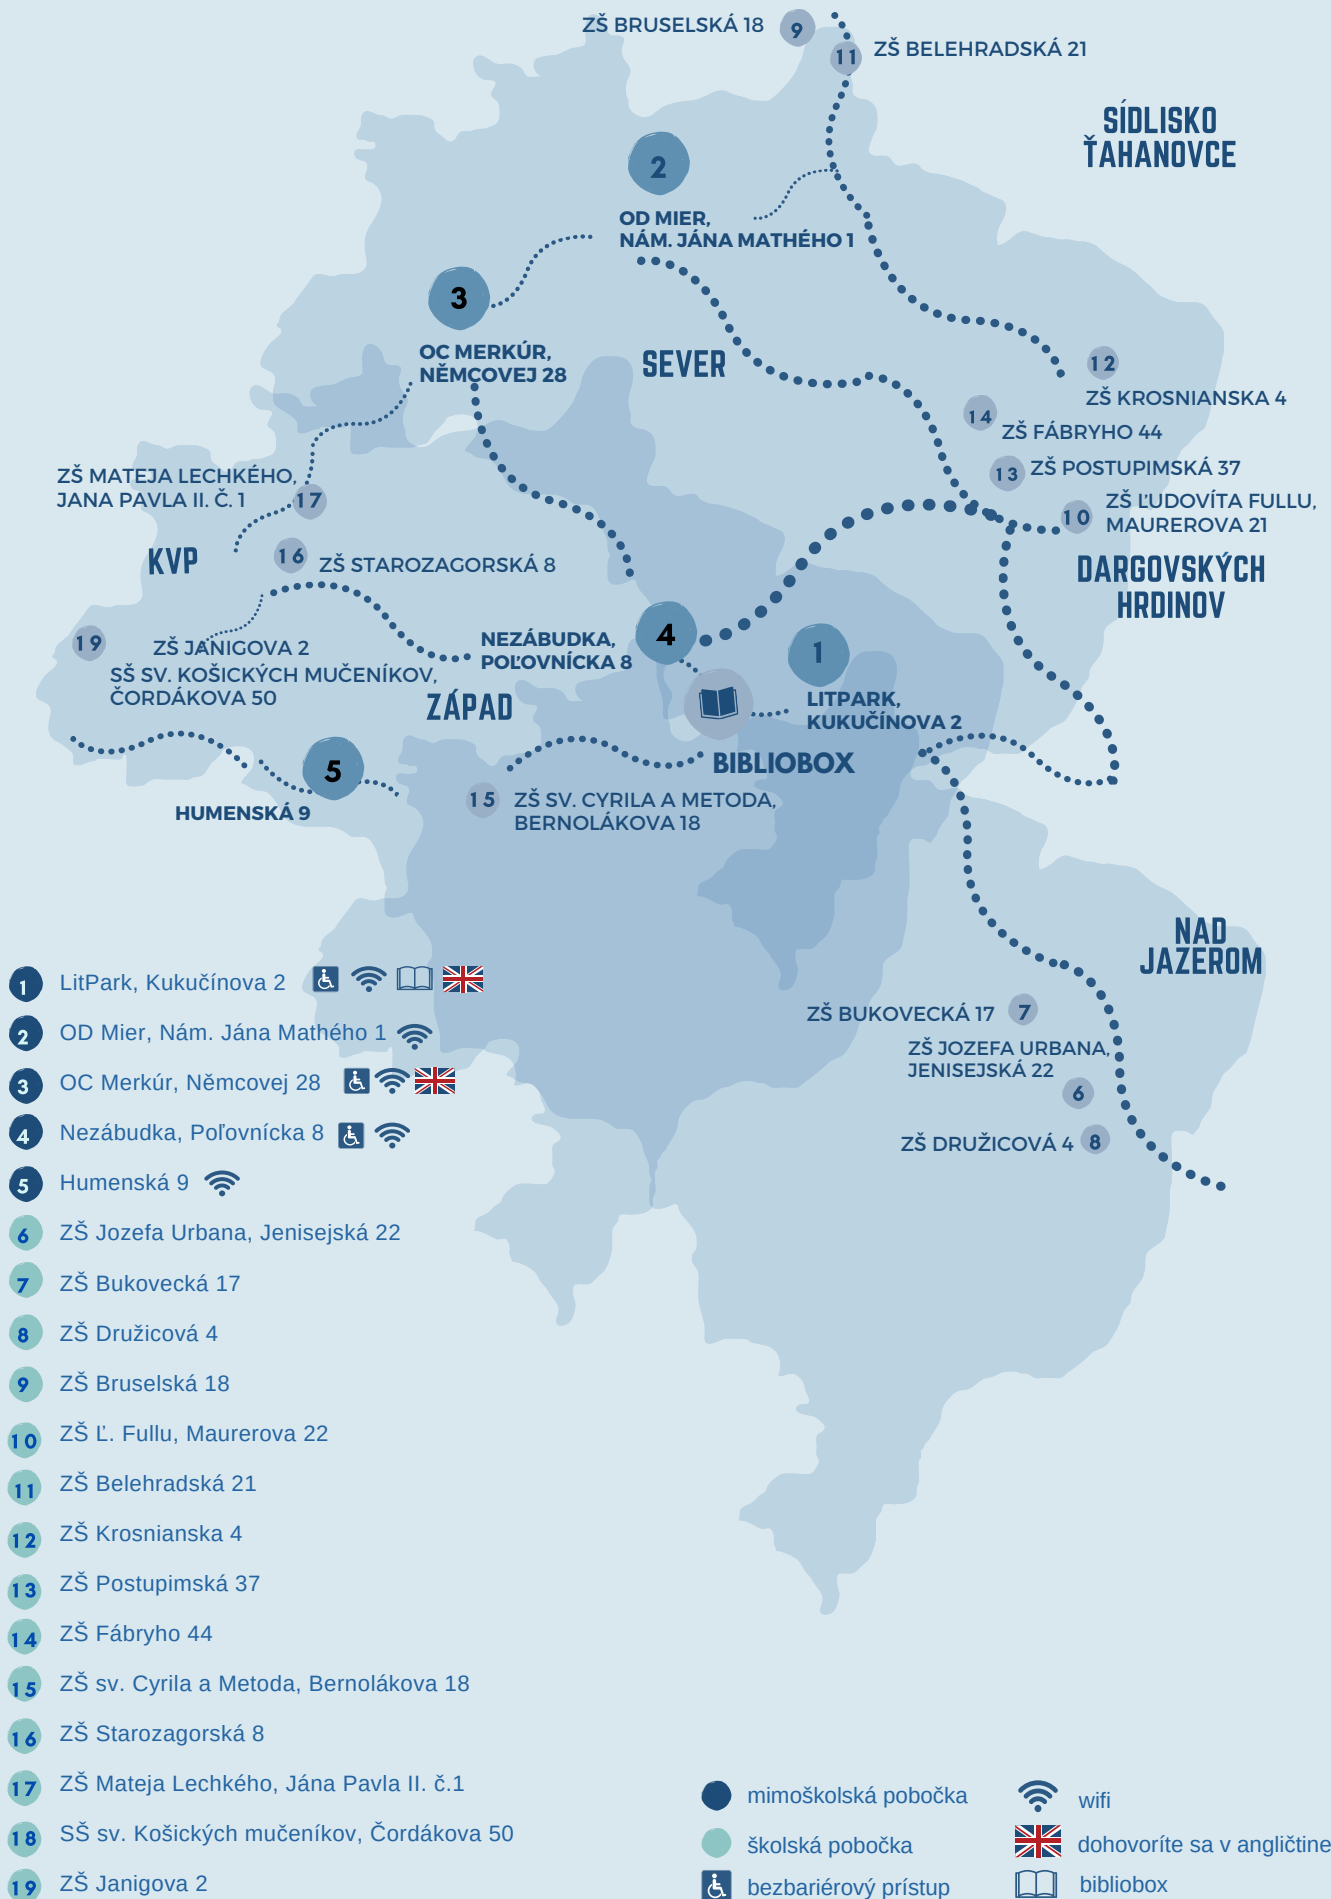 ZŠ BRUSELSKÁ 18
9
11
ZŠ BELEHRADSKÁ 21
SÍDLISKO
ŤAHANOVCE
2
OD MIER,
NÁM. JÁNA MATHÉHO 1
3
OC MERKÚR,
NĚMCOVEJ 28
SEVER
12
ZŠ KROSNIANSKA 4
14
ZŠ FÁBRYHO 44
13
ZŠ POSTUPIMSKÁ 37
10
ZŠ ĽUDOVÍTA FULLU,
MAUREROVA 21
ZŠ MATEJA LECHKÉHO,
JANA PAVLA II. Č. 1
17
KVP
16
ZŠ STAROZAGORSKÁ 8
DARGOVSKÝCH
HRDINOV
19
ZŠ JANIGOVA 2
SŠ SV. KOŠICKÝCH MUČENÍKOV,
ČORDÁKOVA 50
NEZÁBUDKA,
POĽOVNÍCKA 8
4
1
LITPARK,
KUKUČÍNOVA 2
ZÁPAD
BIBLIOBOX
5
HUMENSKÁ 9
15
ZŠ SV. CYRILA A METODA,
BERNOLÁKOVA 18
NAD
JAZEROM
ZŠ BUKOVECKÁ 17
7
ZŠ JOZEFA URBANA,
JENISEJSKÁ 22
6
ZŠ DRUŽICOVÁ 4
8
1 LitPark, Kukučínova 2
2 OD Mier, Nám. Jána Mathého 1
3 OC Merkúr, Němcovej 28
4 Nezábudka, Poľovnícka 8
5 Humenská 9
6 ZŠ Jozefa Urbana, Jenisejská 22
7 ZŠ Bukovecká 17
8 ZŠ Družicová 4
9 ZŠ Bruselská 18
10 ZŠ Ľ. Fullu, Maurerova 22
11 ZŠ Belehradská 21
12 ZŠ Krosnianska 4
13 ZŠ Postupimská 37
14 ZŠ Fábryho 44
15 ZŠ sv. Cyrila a Metoda, Bernolákova 18
16 ZŠ Starozagorská 8
17 ZŠ Mateja Lechkého, Jána Pavla II. č.1
18 SŠ sv. Košických mučeníkov, Čordákova 50
19 ZŠ Janigova 2
mimoškolská pobočka
školská pobočka
bezbariérový prístup
wifi
dohovoríte sa v angličtine
bibliobox